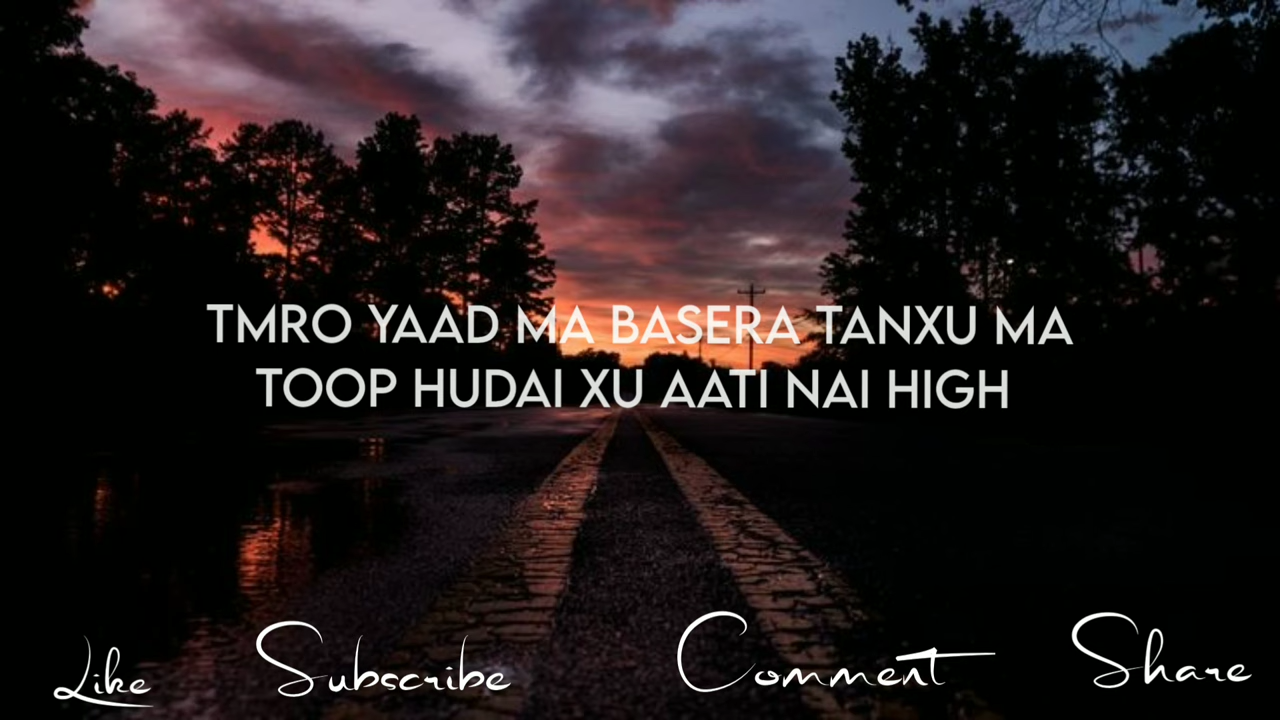 TMRO YAAD MA BASERA TANXU MA
TOOP HUDAI XU AATI NAI HIGH
Like Subscribe Comment Share